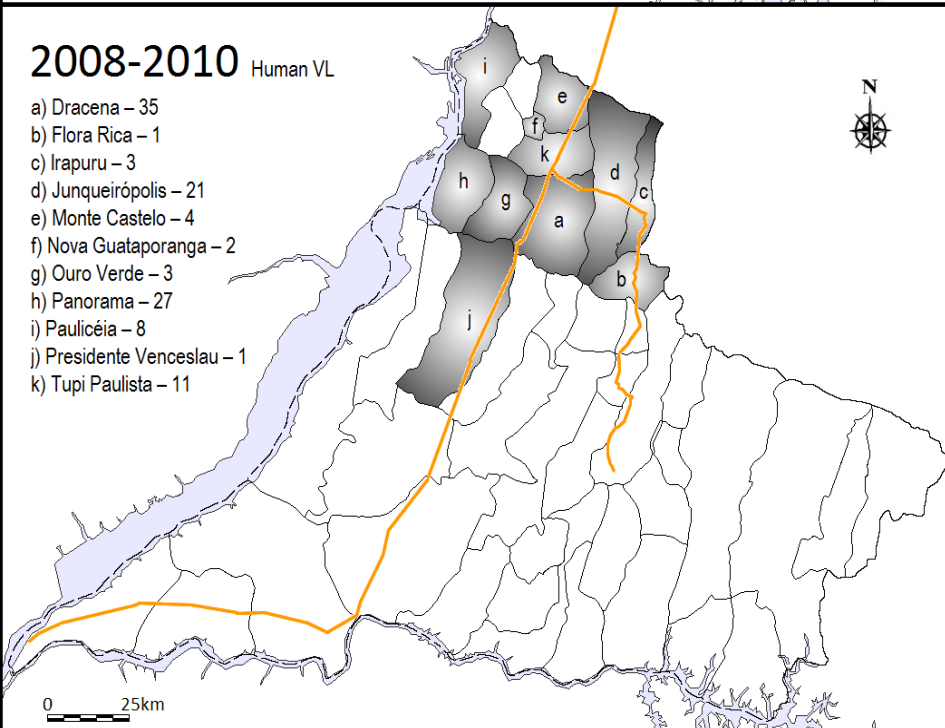 2008-2010 Human VL
a) Dracena – 35
b) Flora Rica – 1
c) Irapuru – 3
d) Junqueirópolis – 21
e) Monte Castelo – 4
f) Nova Guataporanga – 2
g) Ouro Verde – 3
h) Panorama – 27
i) Paulicéia – 8
j) Presidente Venceslau – 1
k) Tupi Paulista – 11
N
i
e
f
k
d
h
c
g
a
b
j
0 25km